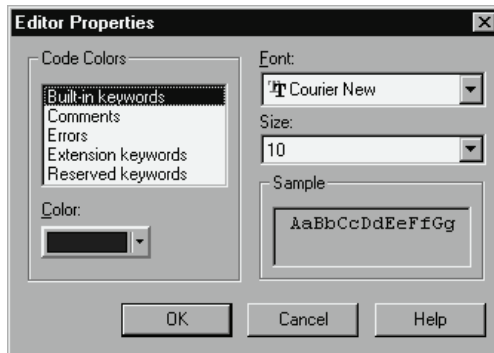 Editor Properties
Code Colors
Built-in keywords
Comments
Errors
Extension keywords
Reserved keywords
Color:
Font:
Courier New
Size:
10
Sample
AaBbCcDdEeFfGg
OK
Cancel
Help